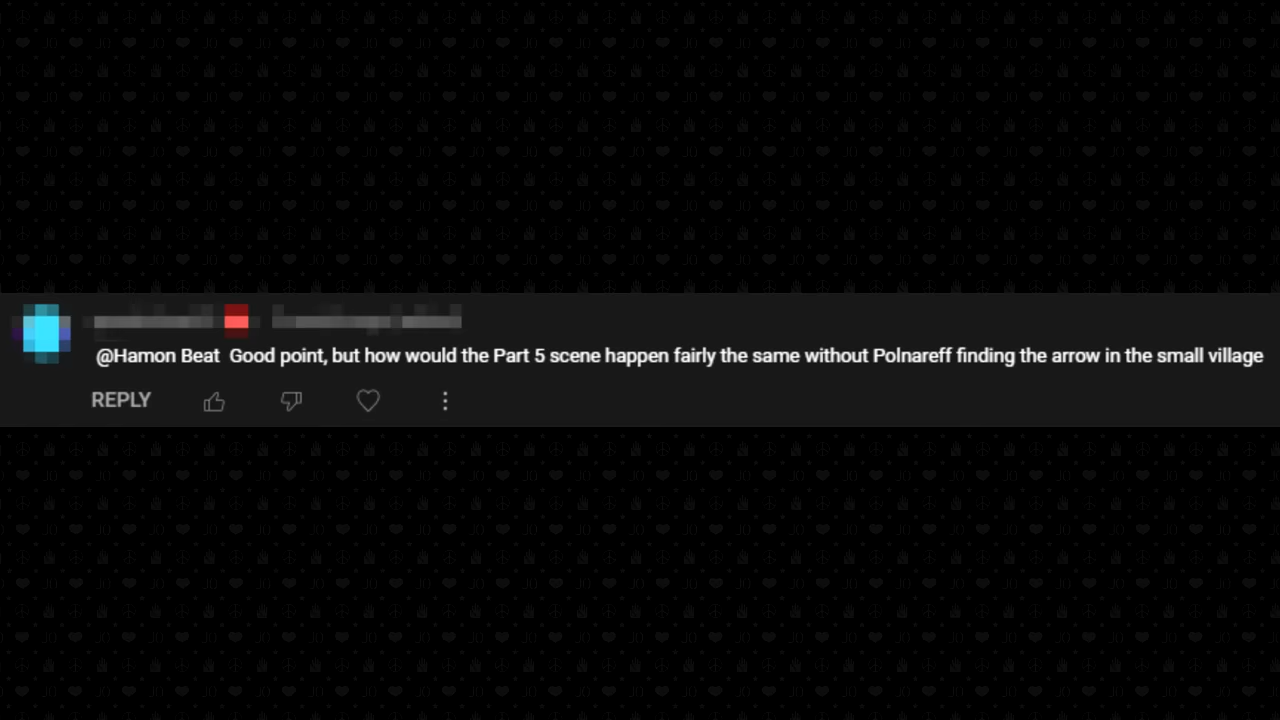 @Hamon Beat  Good point, but how would the Part 5 scene happen fairly the same without Polnareff finding the arrow in the small village
REPLY